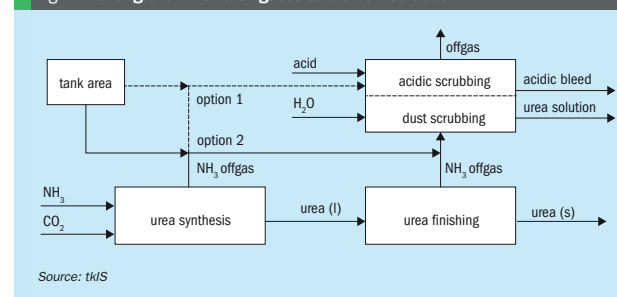 offgas
acid
tank area
acidic scrubbing
acidic bleed
option 1
H2O
dust scrubbing
urea solution
option 2
NH3 offgas
NH3 offgas
NH3
CO2
urea synthesis
urea (l)
urea finishing
urea (s)
Source: tkIS